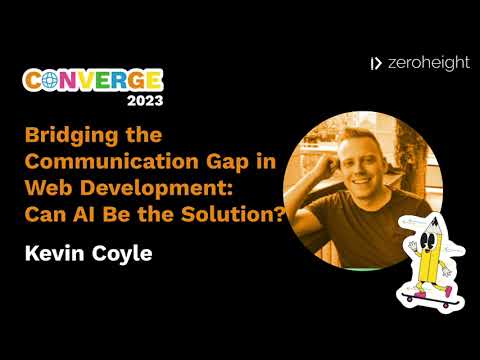 CONVERGE
2023
zeroheight
Bridging the
Communication Gap in
Web Development:
Can AI Be the Solution?
Kevin Coyle